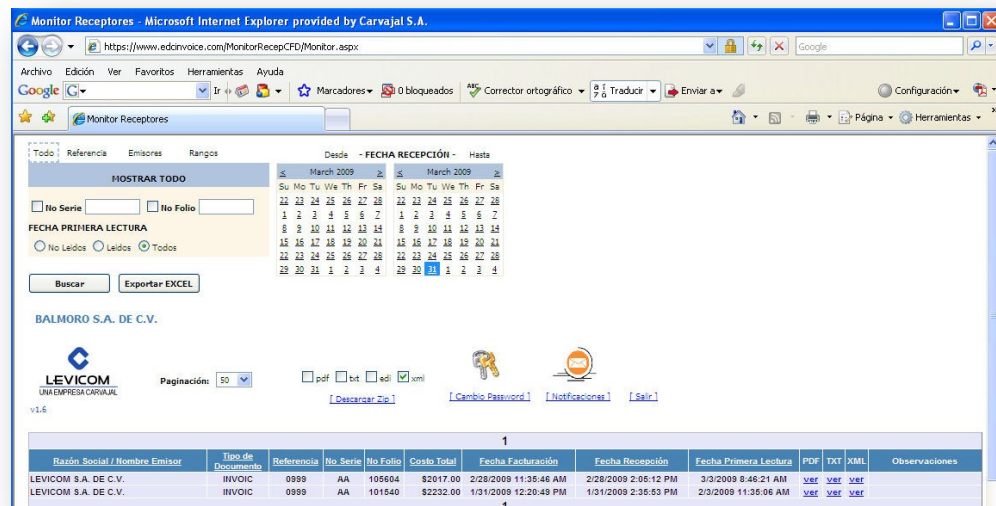 Monitor Receptores - Microsoft Internet Explorer provided by Carvajal S.A.
https://www.edcinvoice.com/MonitorRecepCFD/Monitor.aspx
Google
Archivo Edición Ver Favoritos Herramientas Ayuda
Google G Ir Marcadores 0 bloqueados ABC Corrector ortográfico Traducir Enviar a Configuración
Monitor Receptores Página Herramientas
Todo Referencia Emisores Rangos Desde - FECHA RECEPCIÓN - Hasta
MOSTRAR TODO
No Serie No Folio
FECHA PRIMERA LECTURA
No Leidos Leidos Todos
Buscar Exportar EXCEL
< March 2009 >
Su Mo Tu We Th Fr Sa
22 23 24 25 26 27 28
1 2 3 4 5 6 7
8 9 10 11 12 13 14
15 16 17 18 19 20 21
22 23 24 25 26 27 28
29 30 31 1 2 3 4
< March 2009 >
Su Mo Tu We Th Fr Sa
22 23 24 25 26 27 28
1 2 3 4 5 6 7
8 9 10 11 12 13 14
15 16 17 18 19 20 21
22 23 24 25 26 27 28
29 30 31 1 2 3 4
BALMORO S.A. DE C.V.
LEVICOM
UNA EMPRESA CARVAJAL
v1.6
Paginación: 50
pdf txt edi xml
[ Descargar Zip ]
[ Cambio Password ] [ Notificaciones ] [ Salir ]
1
Razón Social / Nombre Emisor Tipo de Documento Referencia No Serie No Folio Costo Total Fecha Facturación Fecha Recepción Fecha Primera Lectura PDF TXT XML Observaciones
LEVICOM S.A. DE C.V. INVOIC 0999 AA 105604 $2017.00 2/28/2009 11:35:46 AM 2/28/2009 2:05:12 PM 3/3/2009 8:46:21 AM ver ver ver
LEVICOM S.A. DE C.V. INVOIC 0999 AA 101540 $2232.00 1/31/2009 12:20:49 PM 1/31/2009 2:35:53 PM 2/3/2009 11:35:06 AM ver ver ver
1